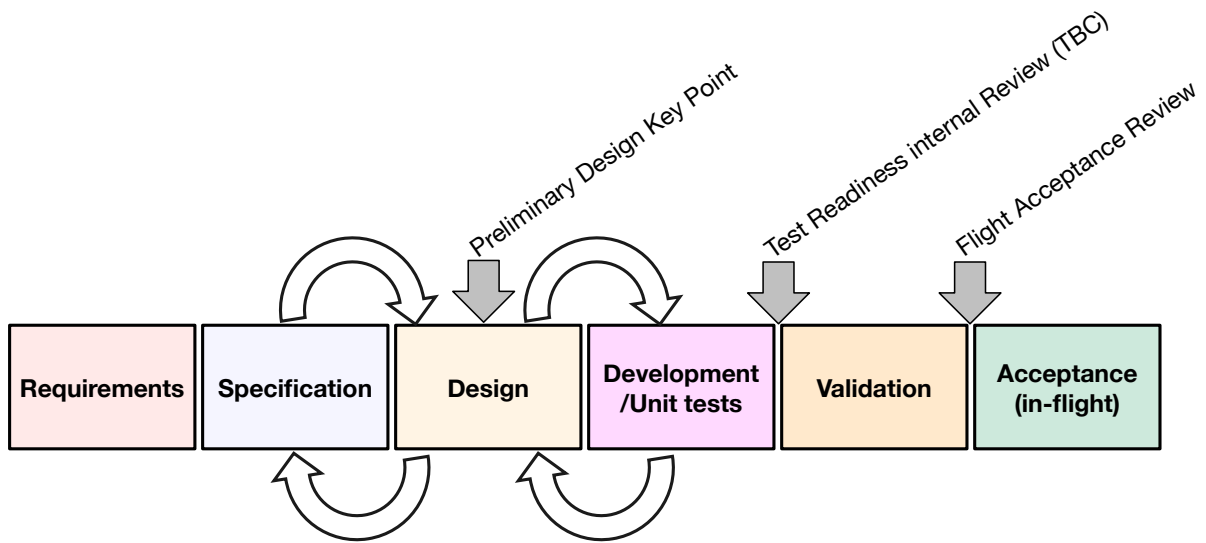 Preliminary Design Key Point
Test Readiness internal Review (TBC)
Flight Acceptance Review
Requirements
Specification
Design
Development
/Unit tests
Validation
Acceptance
(in-flight)